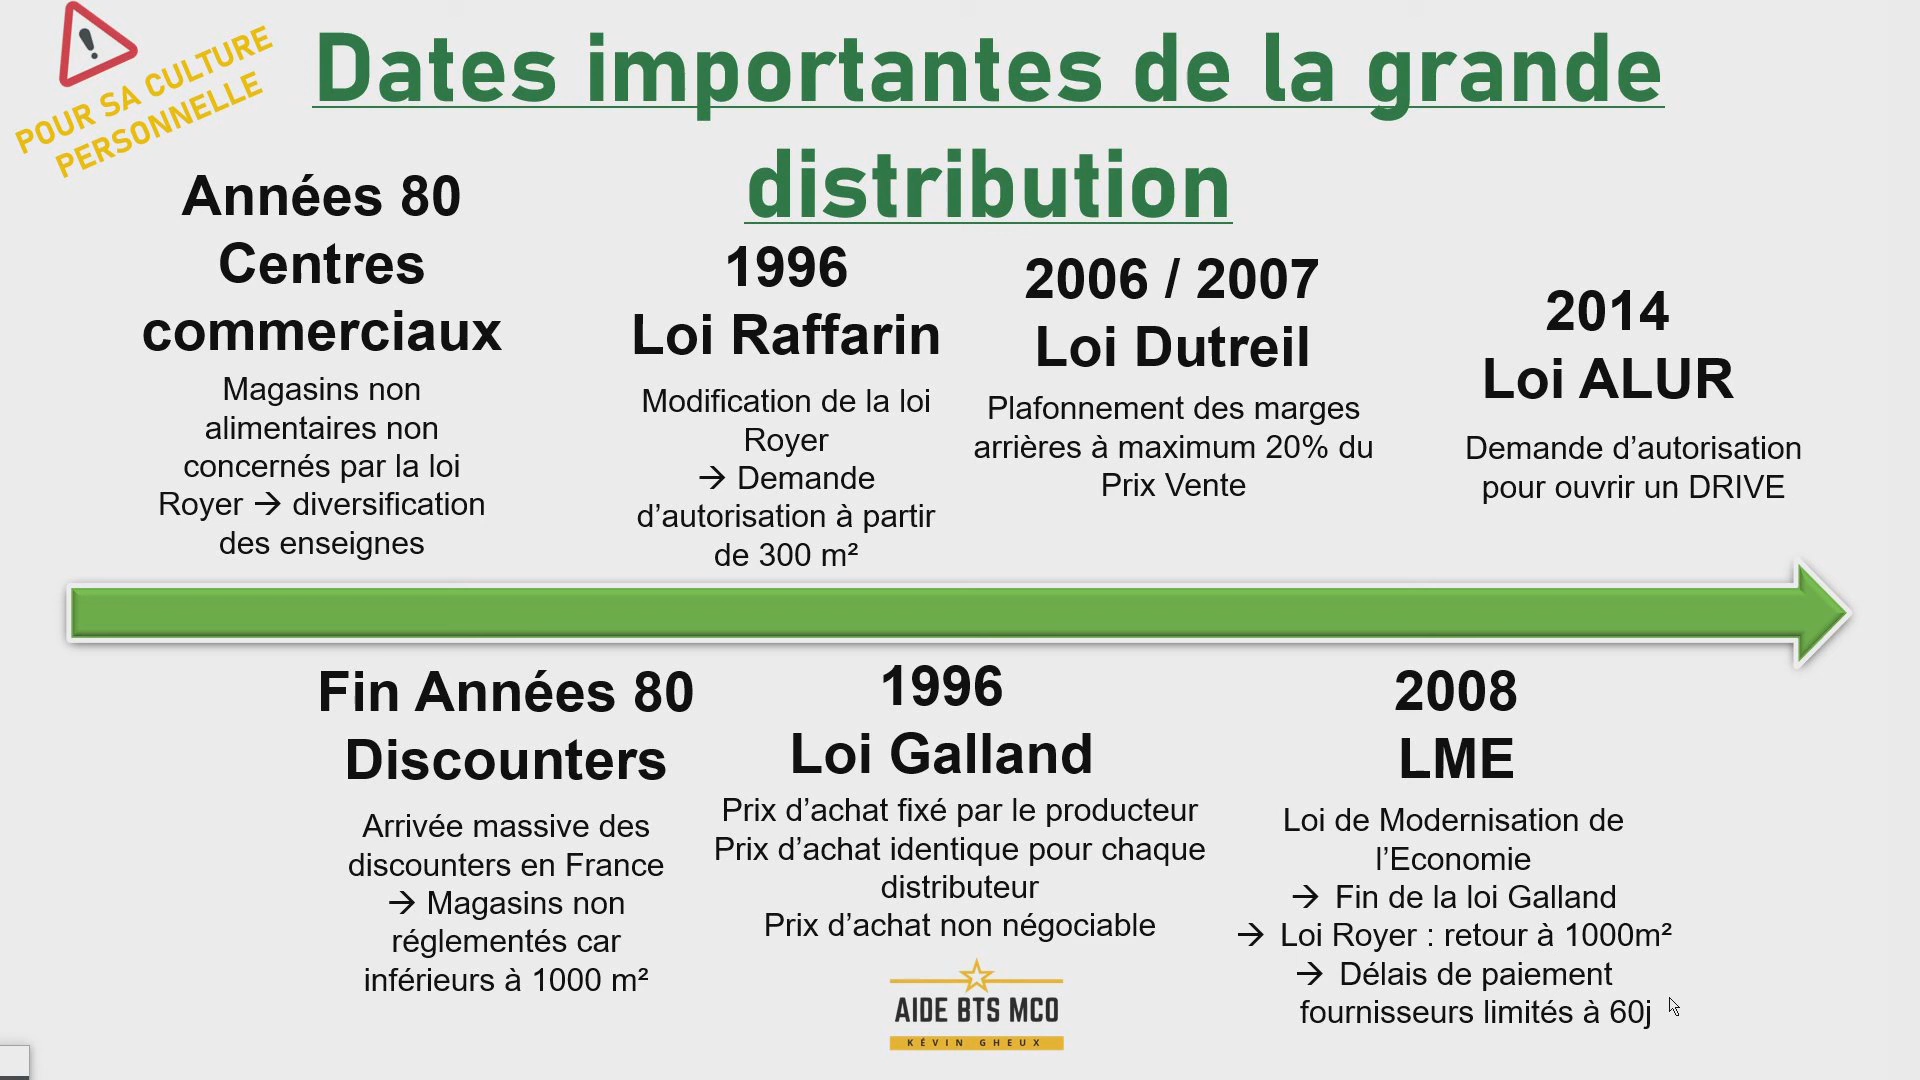 POUR SA CULTURE
PERSONNELLE
Dates importantes de la grande
distribution
Années 80
Centres
commerciaux
Magasins non
alimentaires non
concernés par la loi
Royer → diversification
des enseignes
1996
Loi Raffarin
Modification de la loi
Royer
→ Demande
d’autorisation à partir
de 300 m²
2006 / 2007
Loi Dutreil
Plafonnement des marges
arrières à maximum 20% du
Prix Vente
2014
Loi ALUR
Demande d’autorisation
pour ouvrir un DRIVE
Fin Années 80
Discounters
Arrivée massive des
discounters en France
→ Magasins non
réglementés car
inférieurs à 1000 m²
1996
Loi Galland
Prix d’achat fixé par le producteur
Prix d’achat identique pour chaque
distributeur
Prix d’achat non négociable
2008
LME
Loi de Modernisation de
l’Economie
→ Fin de la loi Galland
→ Loi Royer : retour à 1000m²
→ Délais de paiement
fournisseurs limités à 60j
AIDE BTS MCO
KÉVIN GHEUX